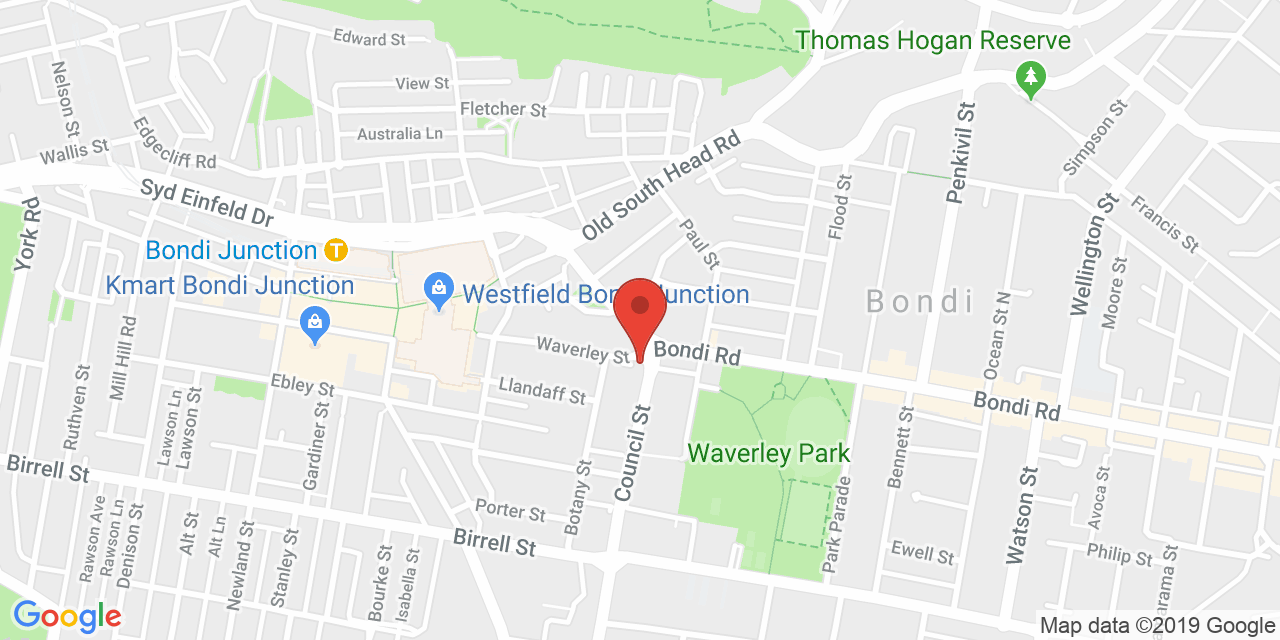 Edward St
Thomas Hogan Reserve
View St
Nelson St
Fletcher St
Edgecliff Rd
Australia Ln
Simpson St
Wallis St
Old South Head Rd
Penkivil St
Syd Einfeld Dr
Flood St
Francis St
York Rd
Paul St
Wellington St
Bondi Junction
T
Kmart Bondi Junction
Westfield Bondi Junction
Bondi
Moore St
Ocean St N
Mill Hill Rd
Waverley St
Bondi Rd
Ebley St
Llandaff St
Bondi Rd
Ruthven St
Lawson Ln
Lawson St
Gardiner St
Council St
Waverley Park
Bennett St
Birrell St
Botany St
Avoca St
Watson St
Rawson Ave
Rawson Ln
Denison St
Alt St
Alt Ln
Newland St
Stanley St
Porter St
Birrell St
Park Parade
Ewell St
Philip St
Bourke St
Isabella St
arama St
Google
Map data ©2019 Google